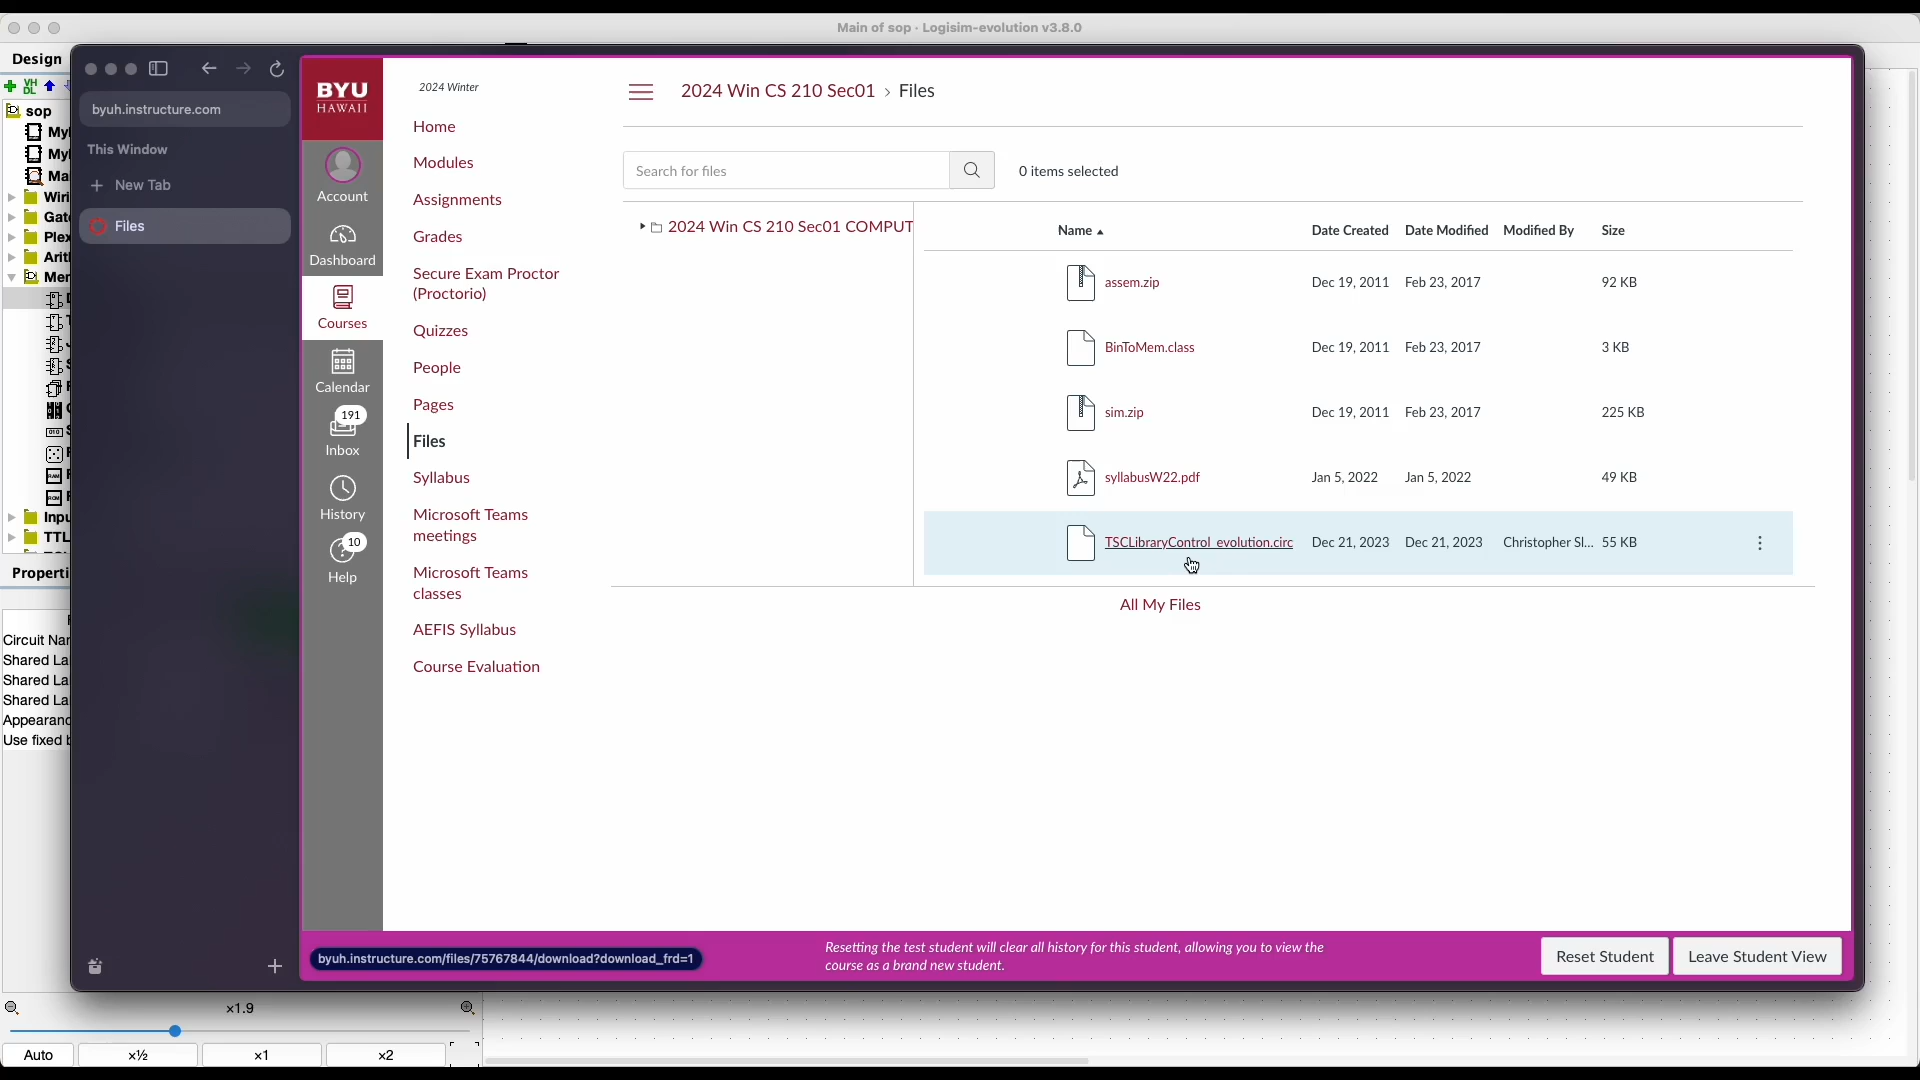 Main of sop · Logisim-evolution v3.8.0
Design
sop
byuh.instructure.com
This Window
New Tab
Files
Properti
Circuit Nar
Shared La
Shared La
Shared La
Appearanc
Use fixed b
x1.9
Auto
x½
x1
x2
BYU
HAWAII
Account
Dashboard
Courses
Calendar
191
Inbox
History
10
Help
2024 Winter
Home
Modules
Assignments
Grades
Secure Exam Proctor
(Proctorio)
Quizzes
People
Pages
Files
Syllabus
Microsoft Teams
meetings
Microsoft Teams
classes
AEFIS Syllabus
Course Evaluation
2024 Win CS 210 Sec01 › Files
Search for files
0 items selected
2024 Win CS 210 Sec01 COMPUT
Name Date Created Date Modified Modified By Size
assem.zip Dec 19, 2011 Feb 23, 2017 92 KB
BinToMem.class Dec 19, 2011 Feb 23, 2017 3 KB
sim.zip Dec 19, 2011 Feb 23, 2017 225 KB
syllabusW22.pdf Jan 5, 2022 Jan 5, 2022 49 KB
TSCLibraryControl_evolution.circ Dec 21, 2023 Dec 21, 2023 Christopher Sl... 55 KB
All My Files
byuh.instructure.com/files/75767844/download?download_frd=1
Resetting the test student will clear all history for this student, allowing you to view the
course as a brand new student.
Reset Student
Leave Student View